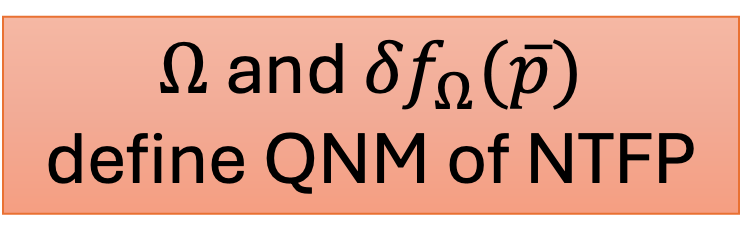 Ω and δf_Ω(p̄)
define QNM of NTFP